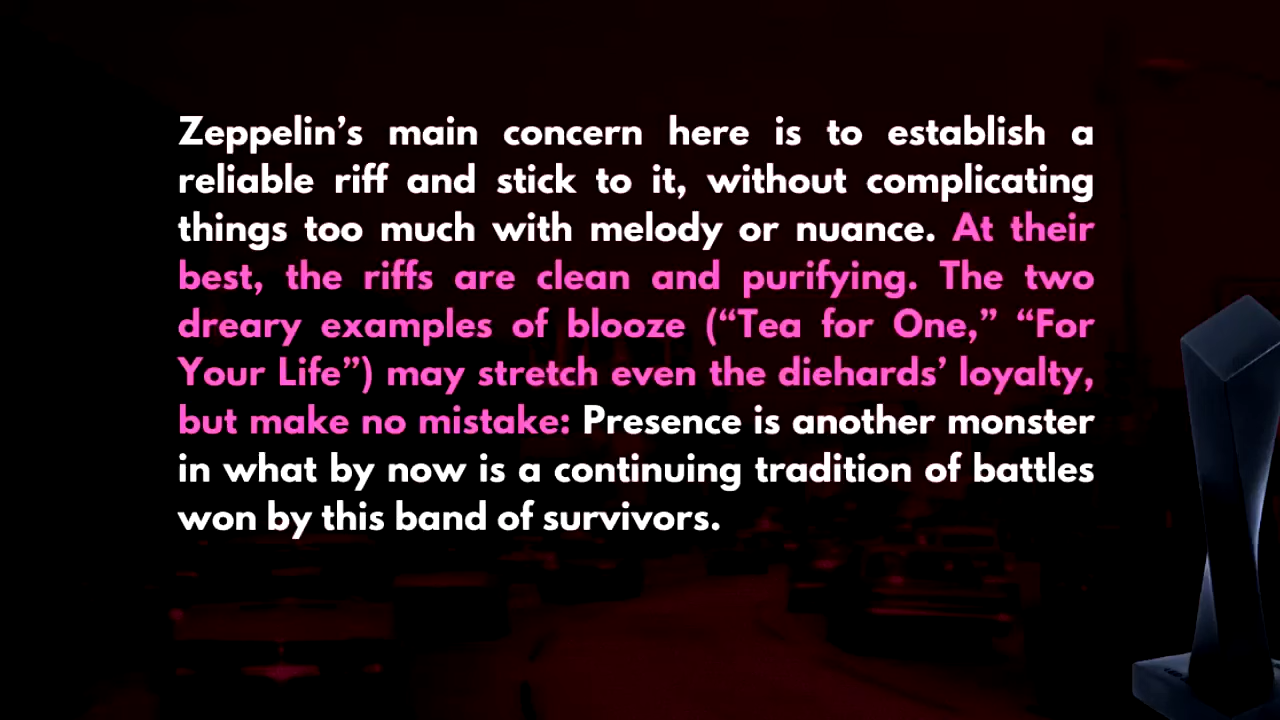 Zeppelin’s main concern here is to establish a
reliable riff and stick to it, without complicating
things too much with melody or nuance. At their
best, the riffs are clean and purifying. The two
dreary examples of blooze (“Tea for One,” “For
Your Life”) may stretch even the diehards’ loyalty,
but make no mistake: Presence is another monster
in what by now is a continuing tradition of battles
won by this band of survivors.